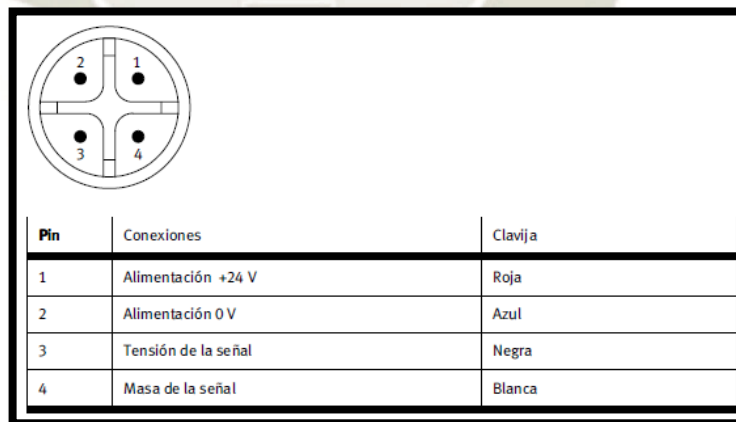 2 1
3 4
Pin Conexiones Clavija
1 Alimentación +24 V Roja
2 Alimentación 0 V Azul
3 Tensión de la señal Negra
4 Masa de la señal Blanca